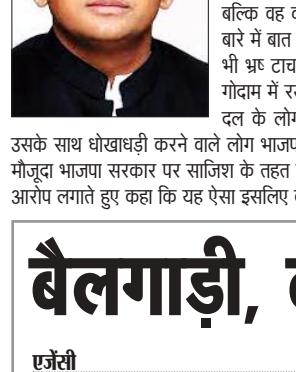 बल्कि वह
बारे में बात
भी भ्रष्ट टाच
गोदाम में
दल के लोग
उसके साथ धोखाधड़ी करने वाले लोग भाजप
मौजूदा भाजपा सरकार पर साजिश के तहत
आरोप लगाते हुए कहा कि यह ऐसा इसलिए
बैलगाड़ी,
एजेंसी